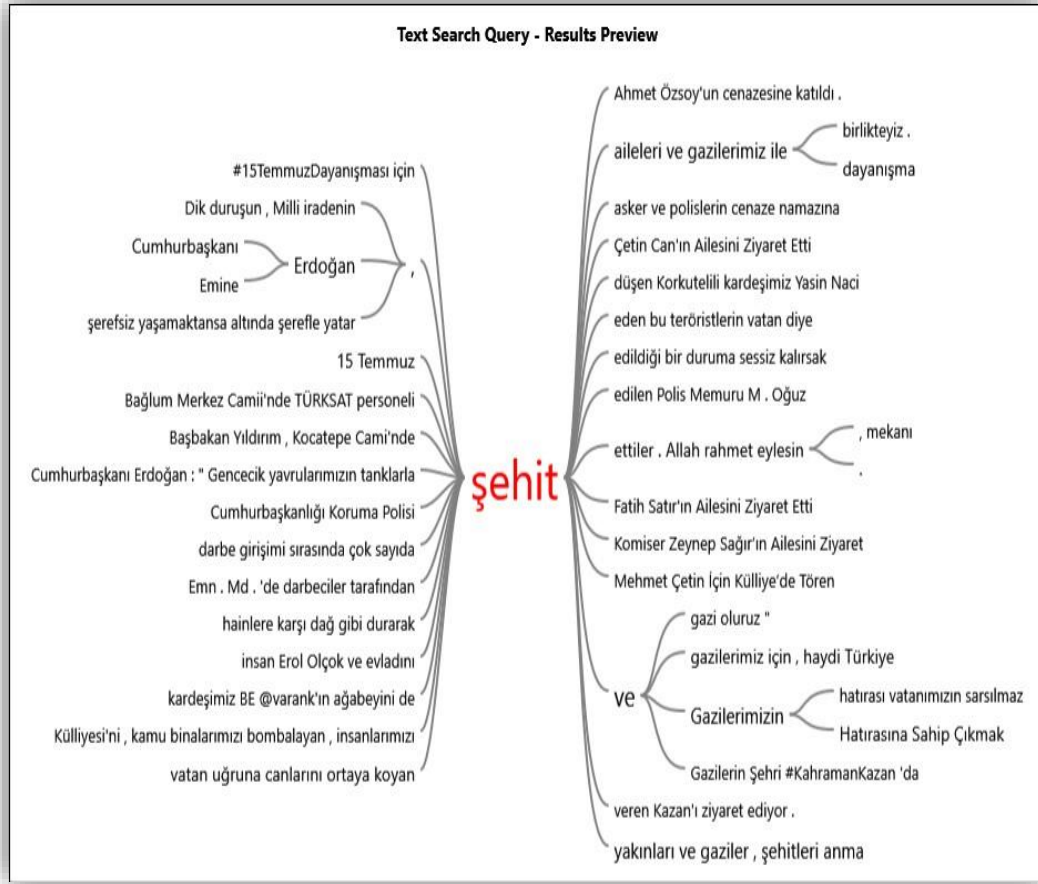 Text Search Query - Results Preview
#15TemmuzDayanışması için
Dik duruşun , Milli iradenin
Cumhurbaşkanı
Emine
Erdoğan
,
şerefsiz yaşamaktansa altında şerefle yatar
15 Temmuz
Bağlum Merkez Camii'nde TÜRKSAT personeli
Başbakan Yıldırım , Kocatepe Cami'nde
Cumhurbaşkanı Erdoğan : " Gencecik yavrularımızın tanklarla
Cumhurbaşkanlığı Koruma Polisi
darbe girişimi sırasında çok sayıda
Emn . Md . 'de darbeciler tarafından
hainlere karşı dağ gibi durarak
insan Erol Olçok ve evladını
kardeşimiz BE @varank'ın ağabeyini de
Külliyesi'ni , kamu binalarımızı bombalayan , insanlarımızı
vatan uğruna canlarını ortaya koyan
şehit
Ahmet Özsoy'un cenazesine katıldı .
aileleri ve gazilerimiz ile
birlikteyiz .
dayanışma
asker ve polislerin cenaze namazına
Çetin Can'ın Ailesini Ziyaret Etti
düşen Korkutelili kardeşimiz Yasin Naci
eden bu teröristlerin vatan diye
edildiği bir duruma sessiz kalırsak
edilen Polis Memuru M . Oğuz
ettiler . Allah rahmet eylesin
, mekanı
.
Fatih Satır'ın Ailesini Ziyaret Etti
Komiser Zeynep Sağır'ın Ailesini Ziyaret
Mehmet Çetin İçin Külliye'de Tören
ve
gazi oluruz "
gazilerimiz için , haydi Türkiye
Gazilerimizin
hatırası vatanımızın sarsılmaz
Hatırasına Sahip Çıkmak
Gazilerin Şehri #KahramanKazan 'da
veren Kazan'ı ziyaret ediyor .
yakınları ve gaziler , şehitleri anma